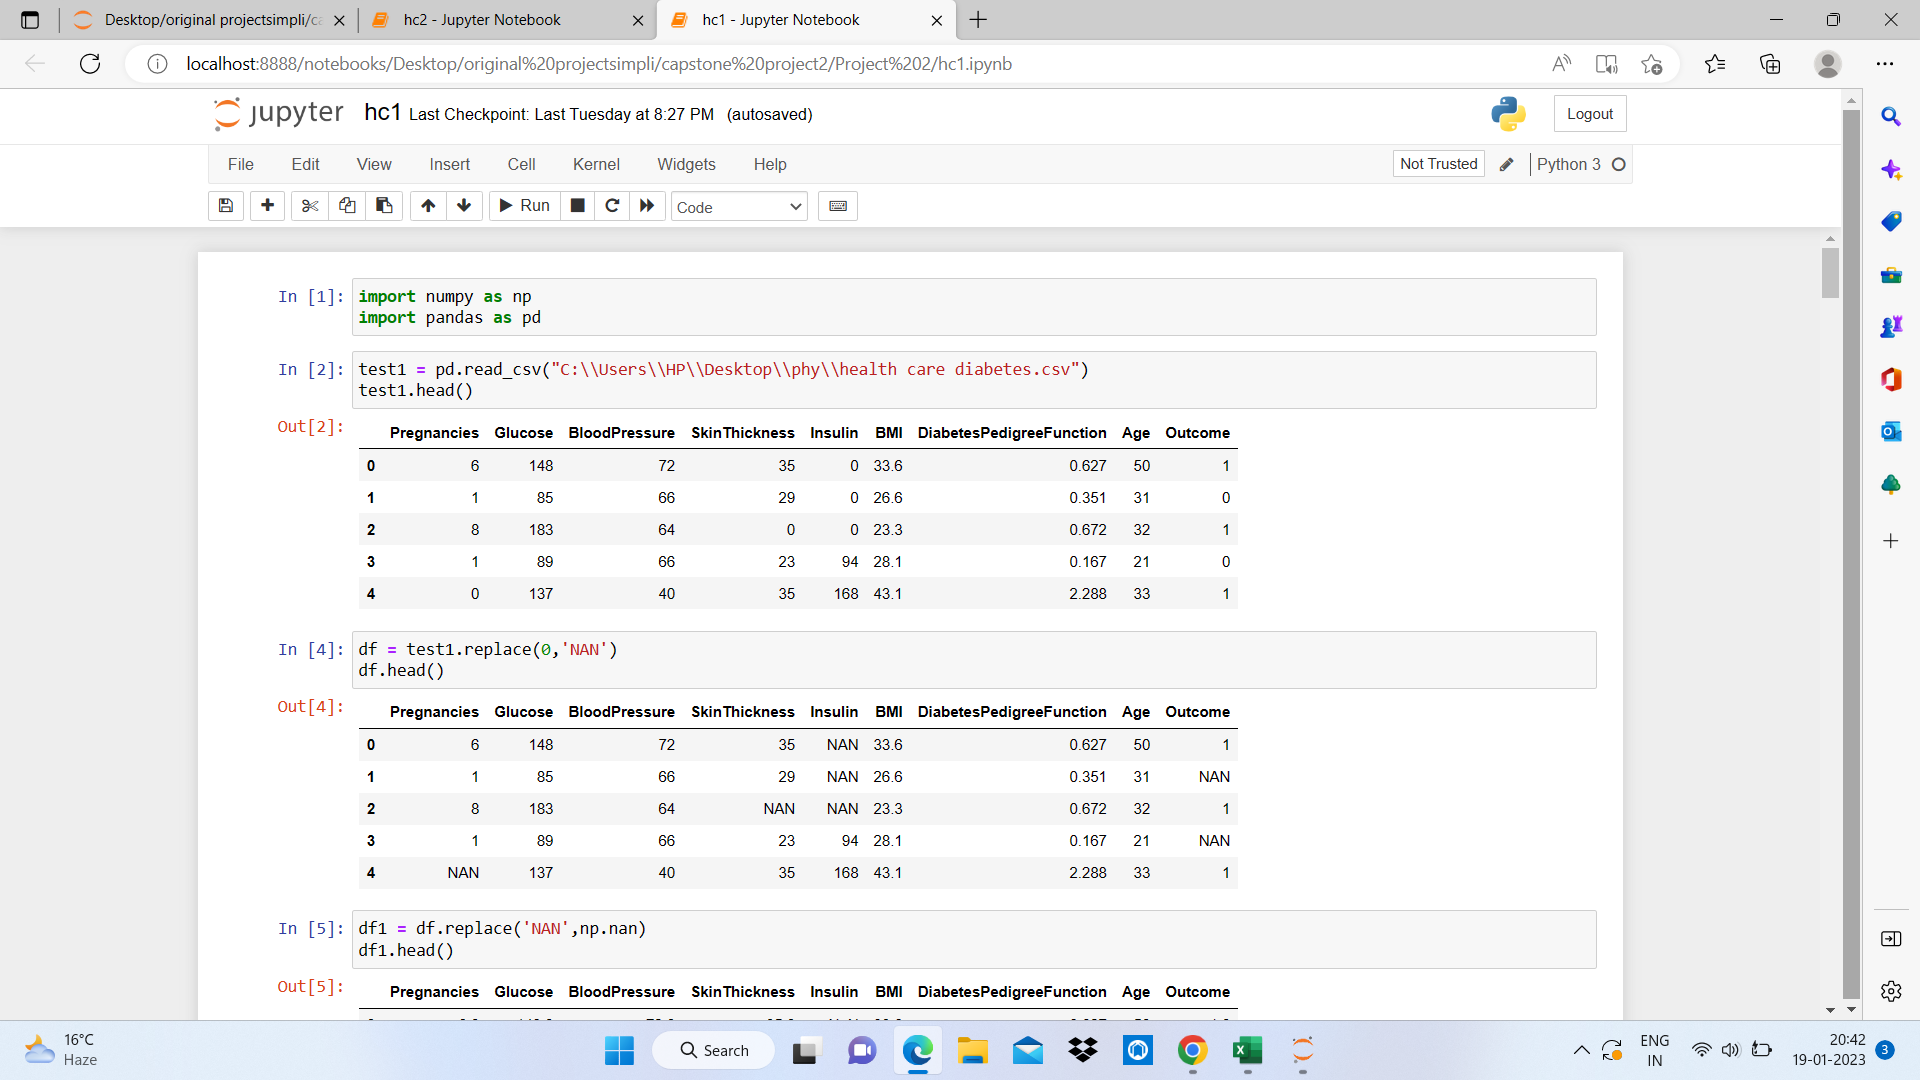 Desktop/original projectsimpli/ca
hc2 - Jupyter Notebook
hc1 - Jupyter Notebook
localhost:8888/notebooks/Desktop/original%20projectsimpli/capstone%20project2/Project%202/hc1.ipynb
jupyter hc1 Last Checkpoint: Last Tuesday at 8:27 PM (autosaved)
Logout
File Edit View Insert Cell Kernel Widgets Help
Not Trusted Python 3
Run Code
In [1]: import numpy as np
import pandas as pd
In [2]: test1 = pd.read_csv("C:\\Users\\HP\\Desktop\\phy\\health care diabetes.csv")
test1.head()
Out[2]:
Pregnancies Glucose BloodPressure SkinThickness Insulin BMI DiabetesPedigreeFunction Age Outcome
0 6 148 72 35 0 33.6 0.627 50 1
1 1 85 66 29 0 26.6 0.351 31 0
2 8 183 64 0 0 23.3 0.672 32 1
3 1 89 66 23 94 28.1 0.167 21 0
4 0 137 40 35 168 43.1 2.288 33 1
In [4]: df = test1.replace(0,'NAN')
df.head()
Out[4]:
Pregnancies Glucose BloodPressure SkinThickness Insulin BMI DiabetesPedigreeFunction Age Outcome
0 6 148 72 35 NAN 33.6 0.627 50 1
1 1 85 66 29 NAN 26.6 0.351 31 NAN
2 8 183 64 NAN NAN 23.3 0.672 32 1
3 1 89 66 23 94 28.1 0.167 21 NAN
4 NAN 137 40 35 168 43.1 2.288 33 1
In [5]: df1 = df.replace('NAN',np.nan)
df1.head()
Out[5]:
Pregnancies Glucose BloodPressure SkinThickness Insulin BMI DiabetesPedigreeFunction Age Outcome
16°C
Haze
Search
ENG
IN
20:42
19-01-2023
3